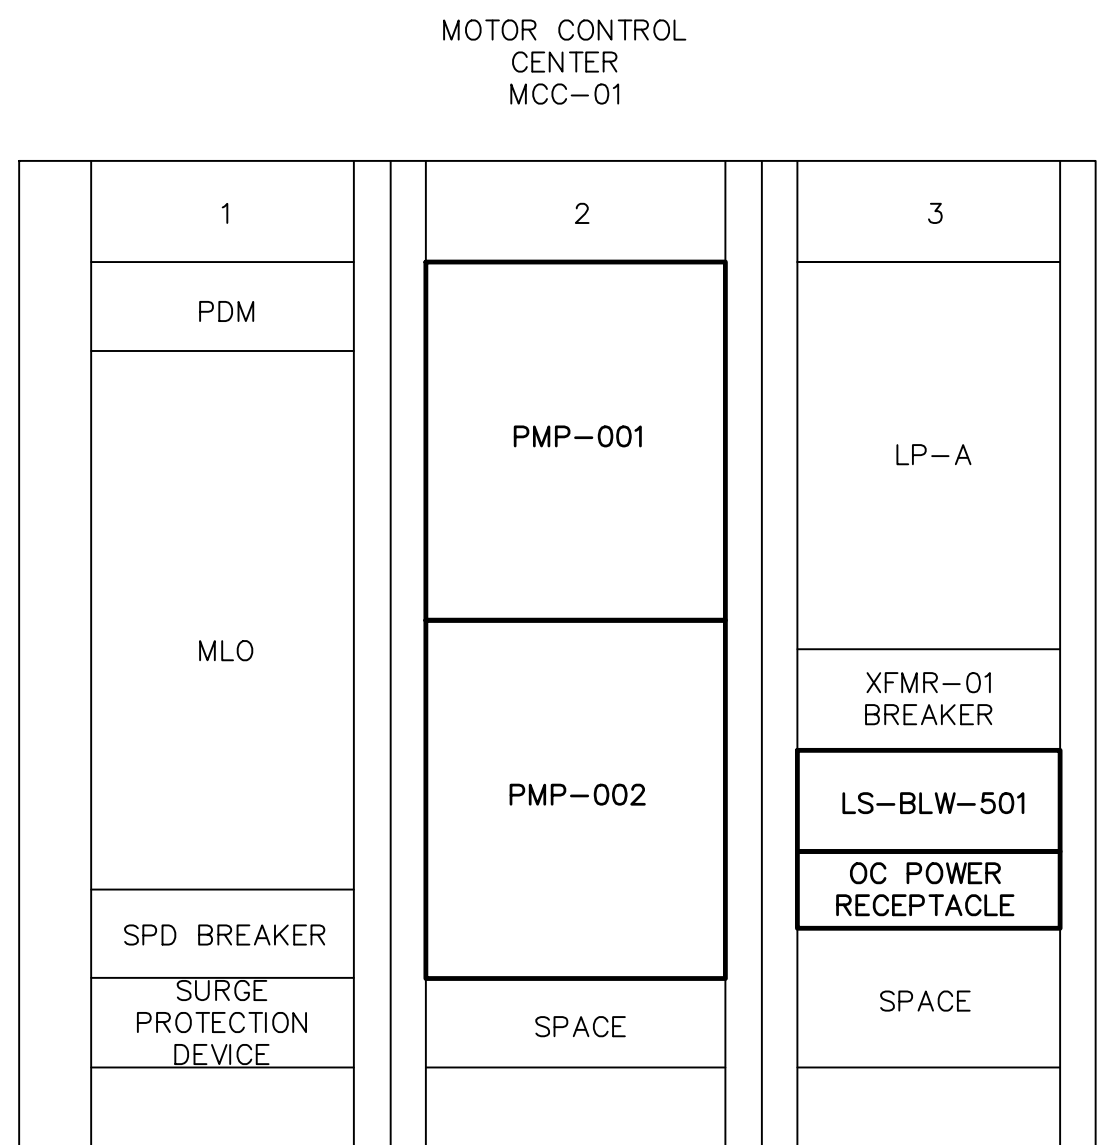 MOTOR CONTROL
CENTER
MCC-01
1
PDM
MLO
SPD BREAKER
SURGE
PROTECTION
DEVICE
2
PMP-001
PMP-002
SPACE
3
LP-A
XFMR-01
BREAKER
LS-BLW-501
OC POWER
RECEPTACLE
SPACE